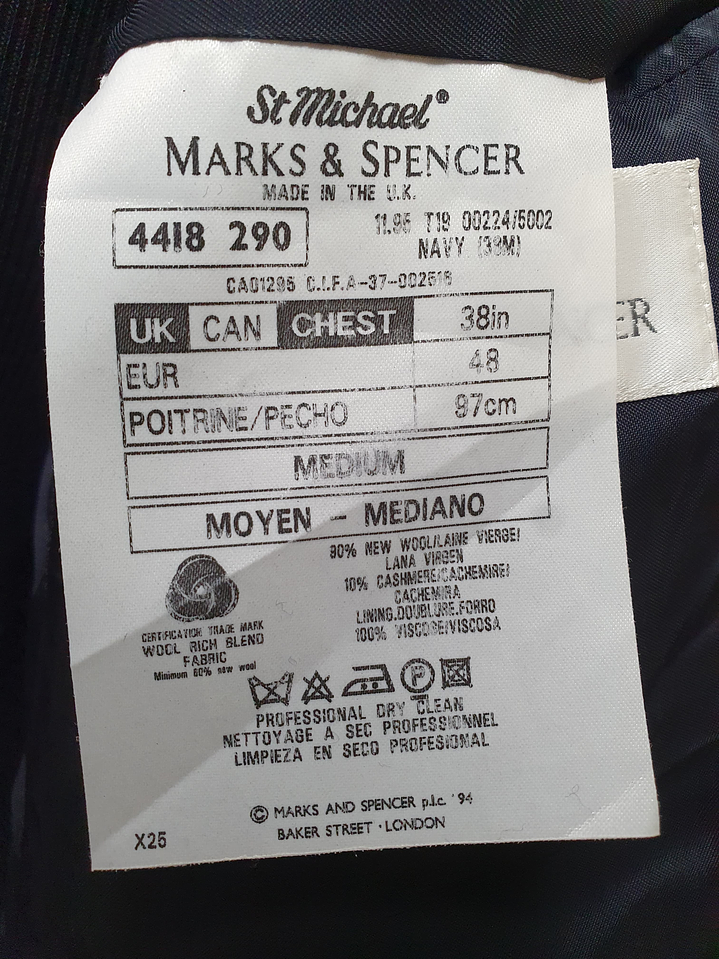 St Michael®
MARKS & SPENCER
MADE IN THE U.K.
4418 290
11.95 T19 00224/5002
NAVY (38M)
CA01295 C.I.F.A-37-002516
UK CAN CHEST 38in
EUR 48
POITRINE/PECHO 97cm
MEDIUM
MOYEN - MEDIANO
90% NEW WOOL/LAINE VIERGE/
LANA VIRGEN
10% CASHMERE/CACHEMIRE/
CACHEMIRA
LINING.DOUBLURE.FORRO
100% VISCOSE/VISCOSA
CERTIFICATION TRADE MARK
WOOL RICH BLEND
FABRIC
Minimum 60% new wool
P
PROFESSIONAL DRY CLEAN
NETTOYAGE A SEC PROFESSIONNEL
LIMPIEZA EN SECO PROFESIONAL
© MARKS AND SPENCER p.l.c. '94
BAKER STREET · LONDON
X25